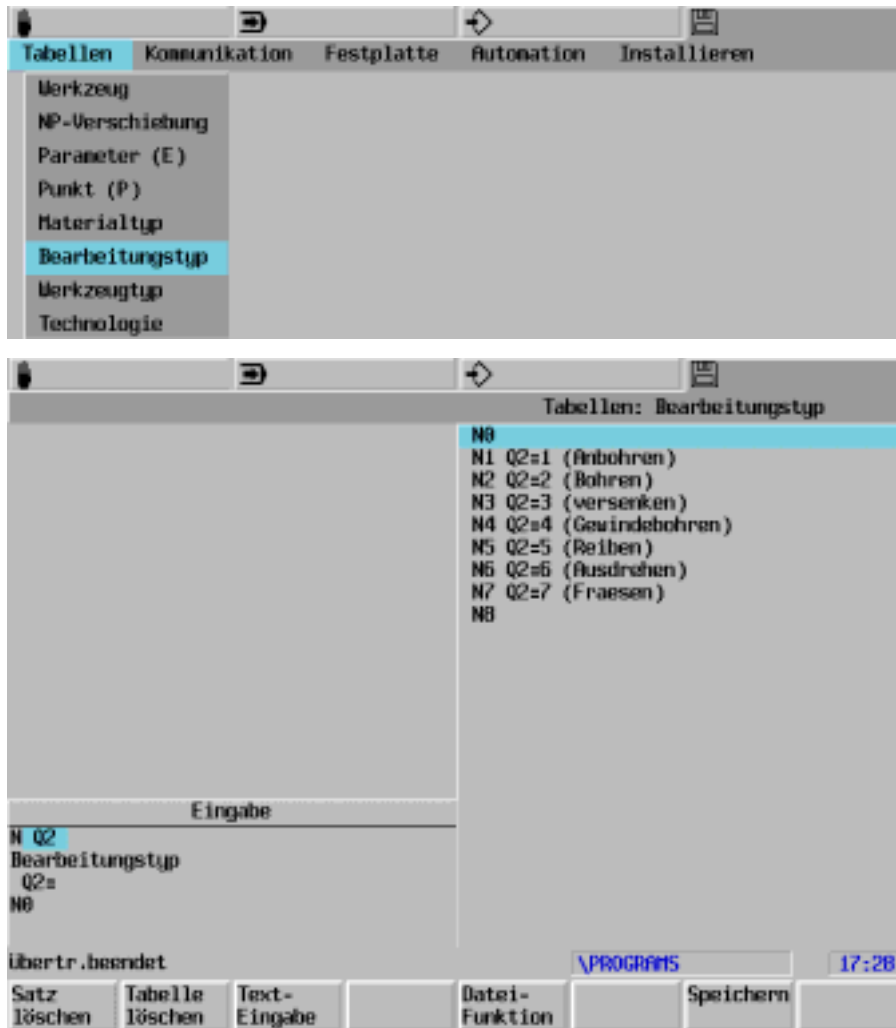 Tabellen Kommunikation Festplatte Automation Installieren
Werkzeug
NP-Verschiebung
Parameter (E)
Punkt (P)
Materialtyp
Bearbeitungstyp
Werkzeugtyp
Technologie
Tabellen: Bearbeitungstyp
N0
N1 Q2=1 (Anbohren)
N2 Q2=2 (Bohren)
N3 Q2=3 (versenken)
N4 Q2=4 (Gewindebohren)
N5 Q2=5 (Reiben)
N6 Q2=6 (Ausdrehen)
N7 Q2=7 (Fraesen)
N8
Eingabe
N Q2
Bearbeitungstyp
Q2=
N0
übertr.beendet \PROGRAMS 17:28
Satz löschen
Tabelle löschen
Text-Eingabe
Datei-Funktion
Speichern